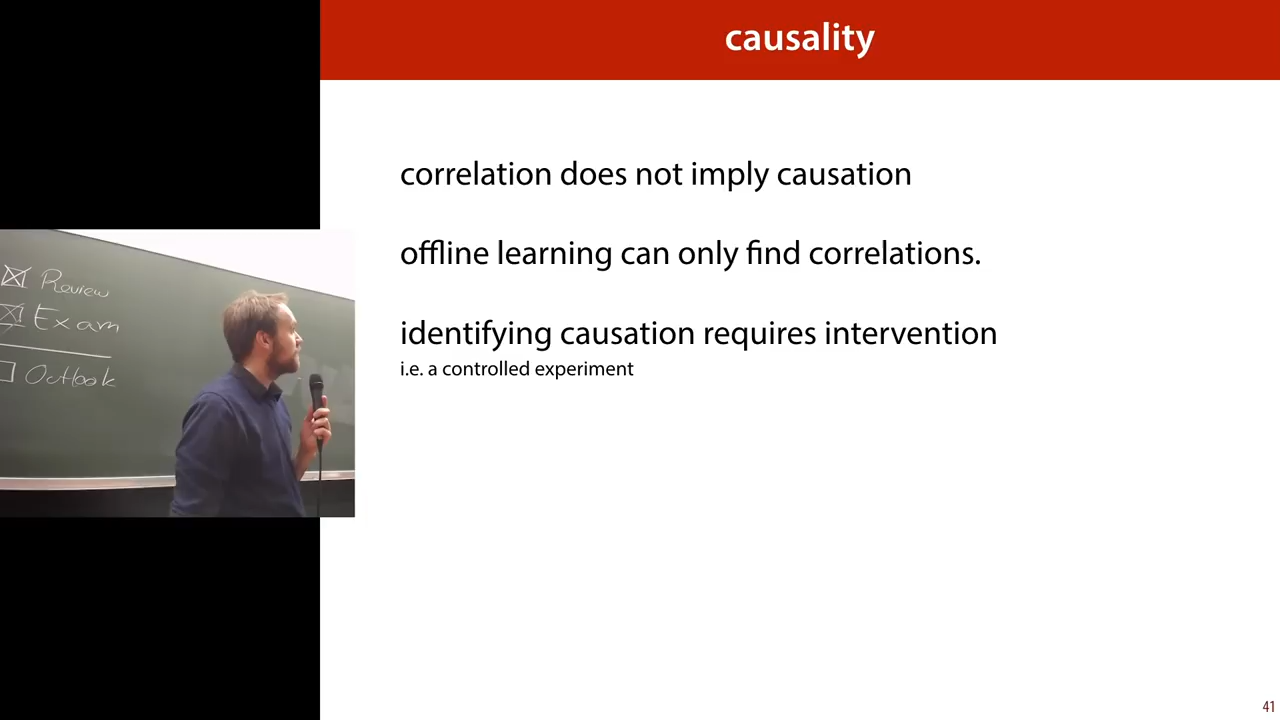 causality
correlation does not imply causation
offline learning can only find correlations.
identifying causation requires intervention
i.e. a controlled experiment
Review
Exam
Outlook
41